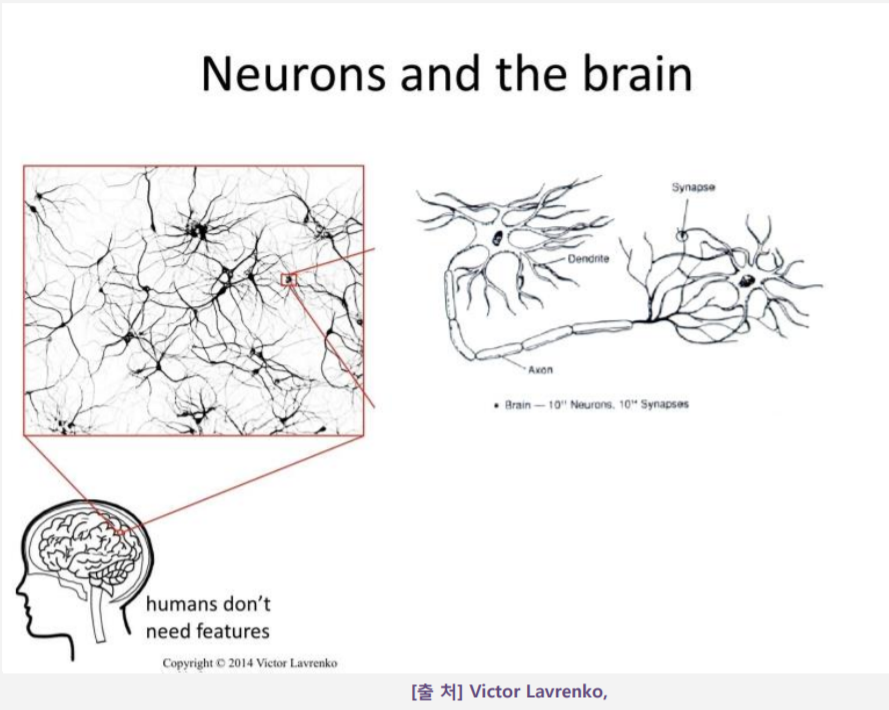 Neurons and the brain
Synapse
Dendrite
Axon
• Brain — 10¹¹ Neurons, 10¹⁴ Synapses
humans don't
need features
Copyright © 2014 Victor Lavrenko
[출 처] Victor Lavrenko,